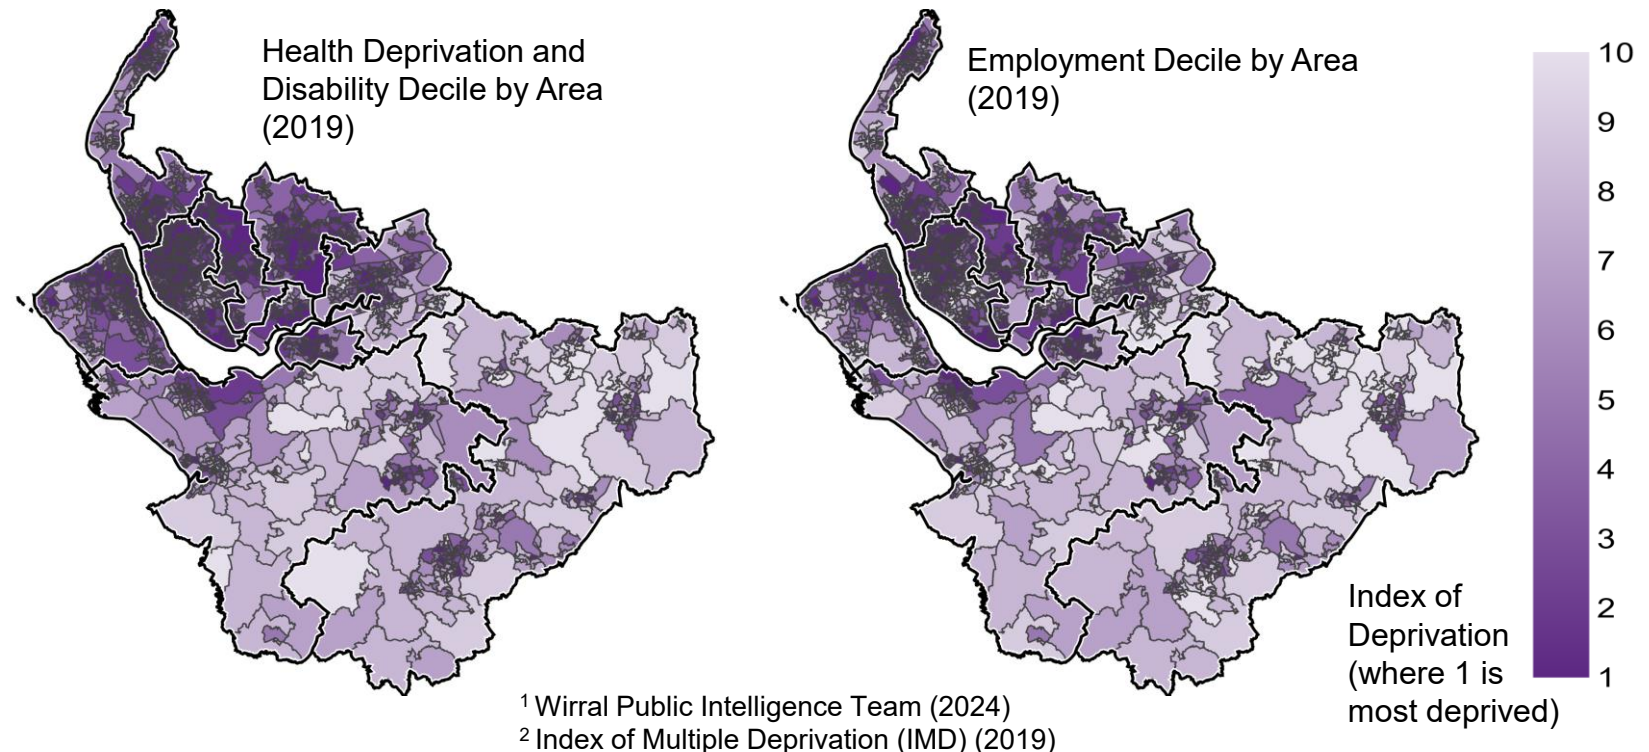 Health Deprivation and
Disability Decile by Area
(2019)
Employment Decile by Area
(2019)
10
9
8
7
6
5
4
3
2
1
Index of
Deprivation
(where 1 is
most deprived)
1 Wirral Public Intelligence Team (2024)
2 Index of Multiple Deprivation (IMD) (2019)